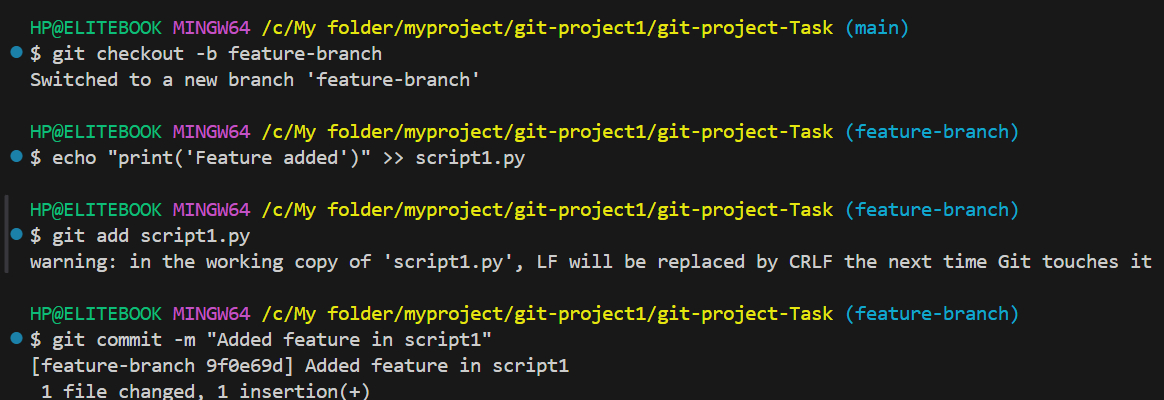 HP@ELITEBOOK MINGW64 /c/My folder/myproject/git-project1/git-project-Task (main)
$ git checkout -b feature-branch
Switched to a new branch 'feature-branch'
HP@ELITEBOOK MINGW64 /c/My folder/myproject/git-project1/git-project-Task (feature-branch)
$ echo "print('Feature added')" >> script1.py
HP@ELITEBOOK MINGW64 /c/My folder/myproject/git-project1/git-project-Task (feature-branch)
$ git add script1.py
warning: in the working copy of 'script1.py', LF will be replaced by CRLF the next time Git touches it
HP@ELITEBOOK MINGW64 /c/My folder/myproject/git-project1/git-project-Task (feature-branch)
$ git commit -m "Added feature in script1"
[feature-branch 9f0e69d] Added feature in script1
1 file changed, 1 insertion(+)